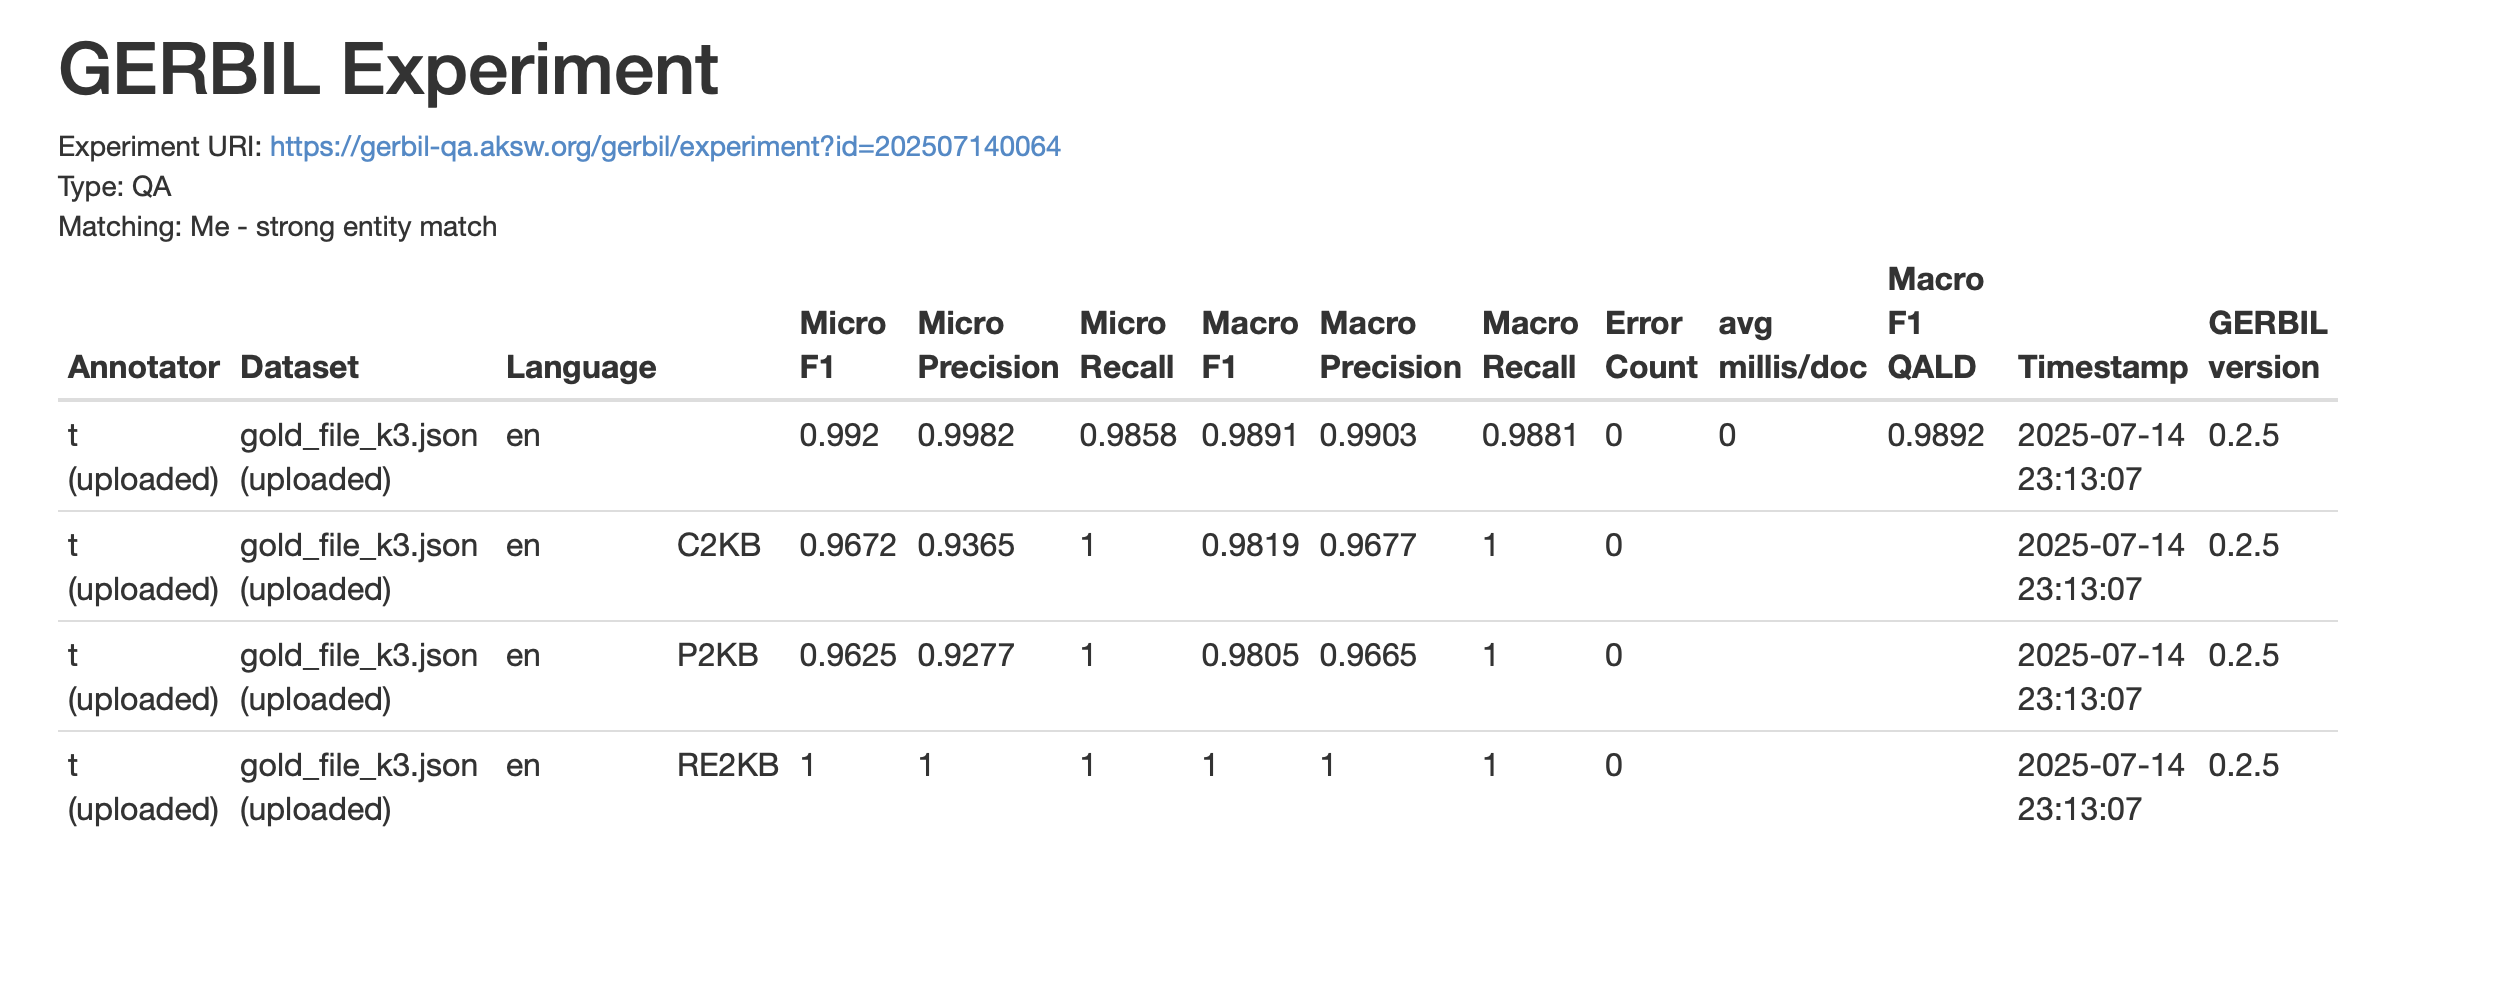 GERBIL Experiment
Experiment URI: https://gerbil-qa.aksw.org/gerbil/experiment?id=202507140064
Type: QA
Matching: Me - strong entity match
Annotator Dataset Language Micro F1 Micro Precision Micro Recall Macro F1 Macro Precision Macro Recall Error Count avg millis/doc Macro F1 QALD Timestamp GERBIL version
t (uploaded) gold_file_k3.json (uploaded) en 0.992 0.9982 0.9858 0.9891 0.9903 0.9881 0 0 0.9892 2025-07-14 23:13:07 0.2.5
t (uploaded) gold_file_k3.json (uploaded) en C2KB 0.9672 0.9365 1 0.9819 0.9677 1 0 2025-07-14 23:13:07 0.2.5
t (uploaded) gold_file_k3.json (uploaded) en P2KB 0.9625 0.9277 1 0.9805 0.9665 1 0 2025-07-14 23:13:07 0.2.5
t (uploaded) gold_file_k3.json (uploaded) en RE2KB 1 1 1 1 1 1 0 2025-07-14 23:13:07 0.2.5